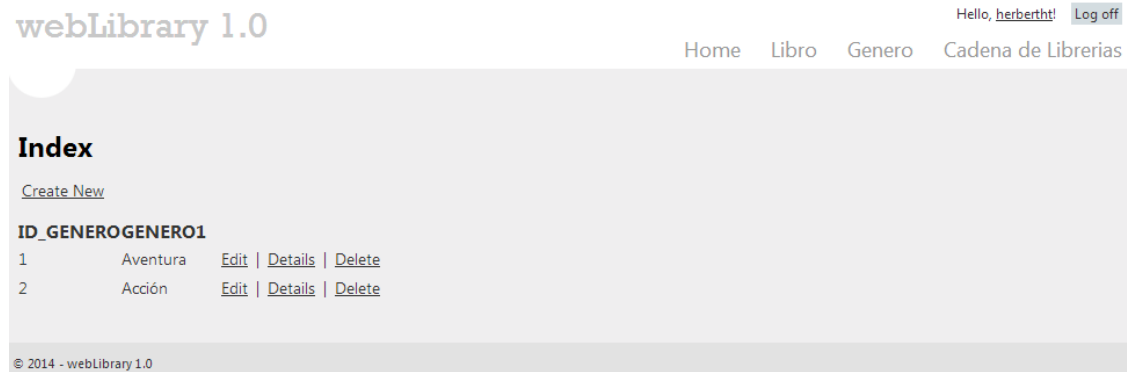 webLibrary 1.0
Hello, herbertht! Log off
Home Libro Genero Cadena de Librerias
Index
Create New
ID_GENEROGENERO1
1 Aventura Edit | Details | Delete
2 Acción Edit | Details | Delete
© 2014 - webLibrary 1.0